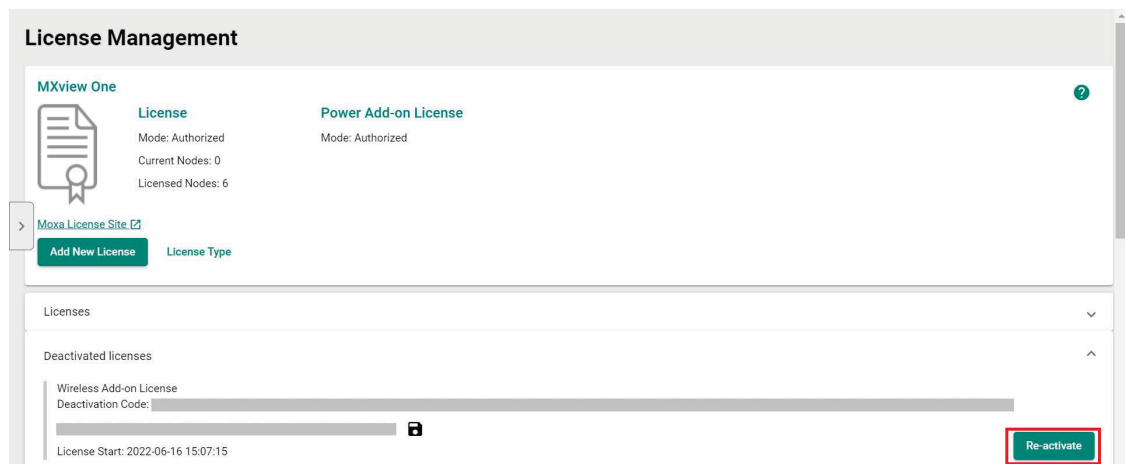 License Management
MXview One
License
Power Add-on License
Mode: Authorized
Mode: Authorized
Current Nodes: 0
Licensed Nodes: 6
Moxa License Site
Add New License
License Type
Licenses
Deactivated licenses
Wireless Add-on License
Deactivation Code:
License Start: 2022-06-16 15:07:15
Re-activate